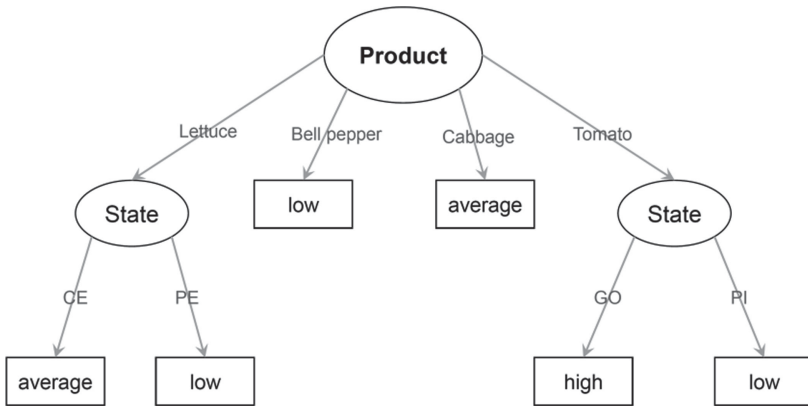 Product
Lettuce
Bell pepper
Cabbage
Tomato
State
low
average
State
CE
PE
GO
PI
average
low
high
low